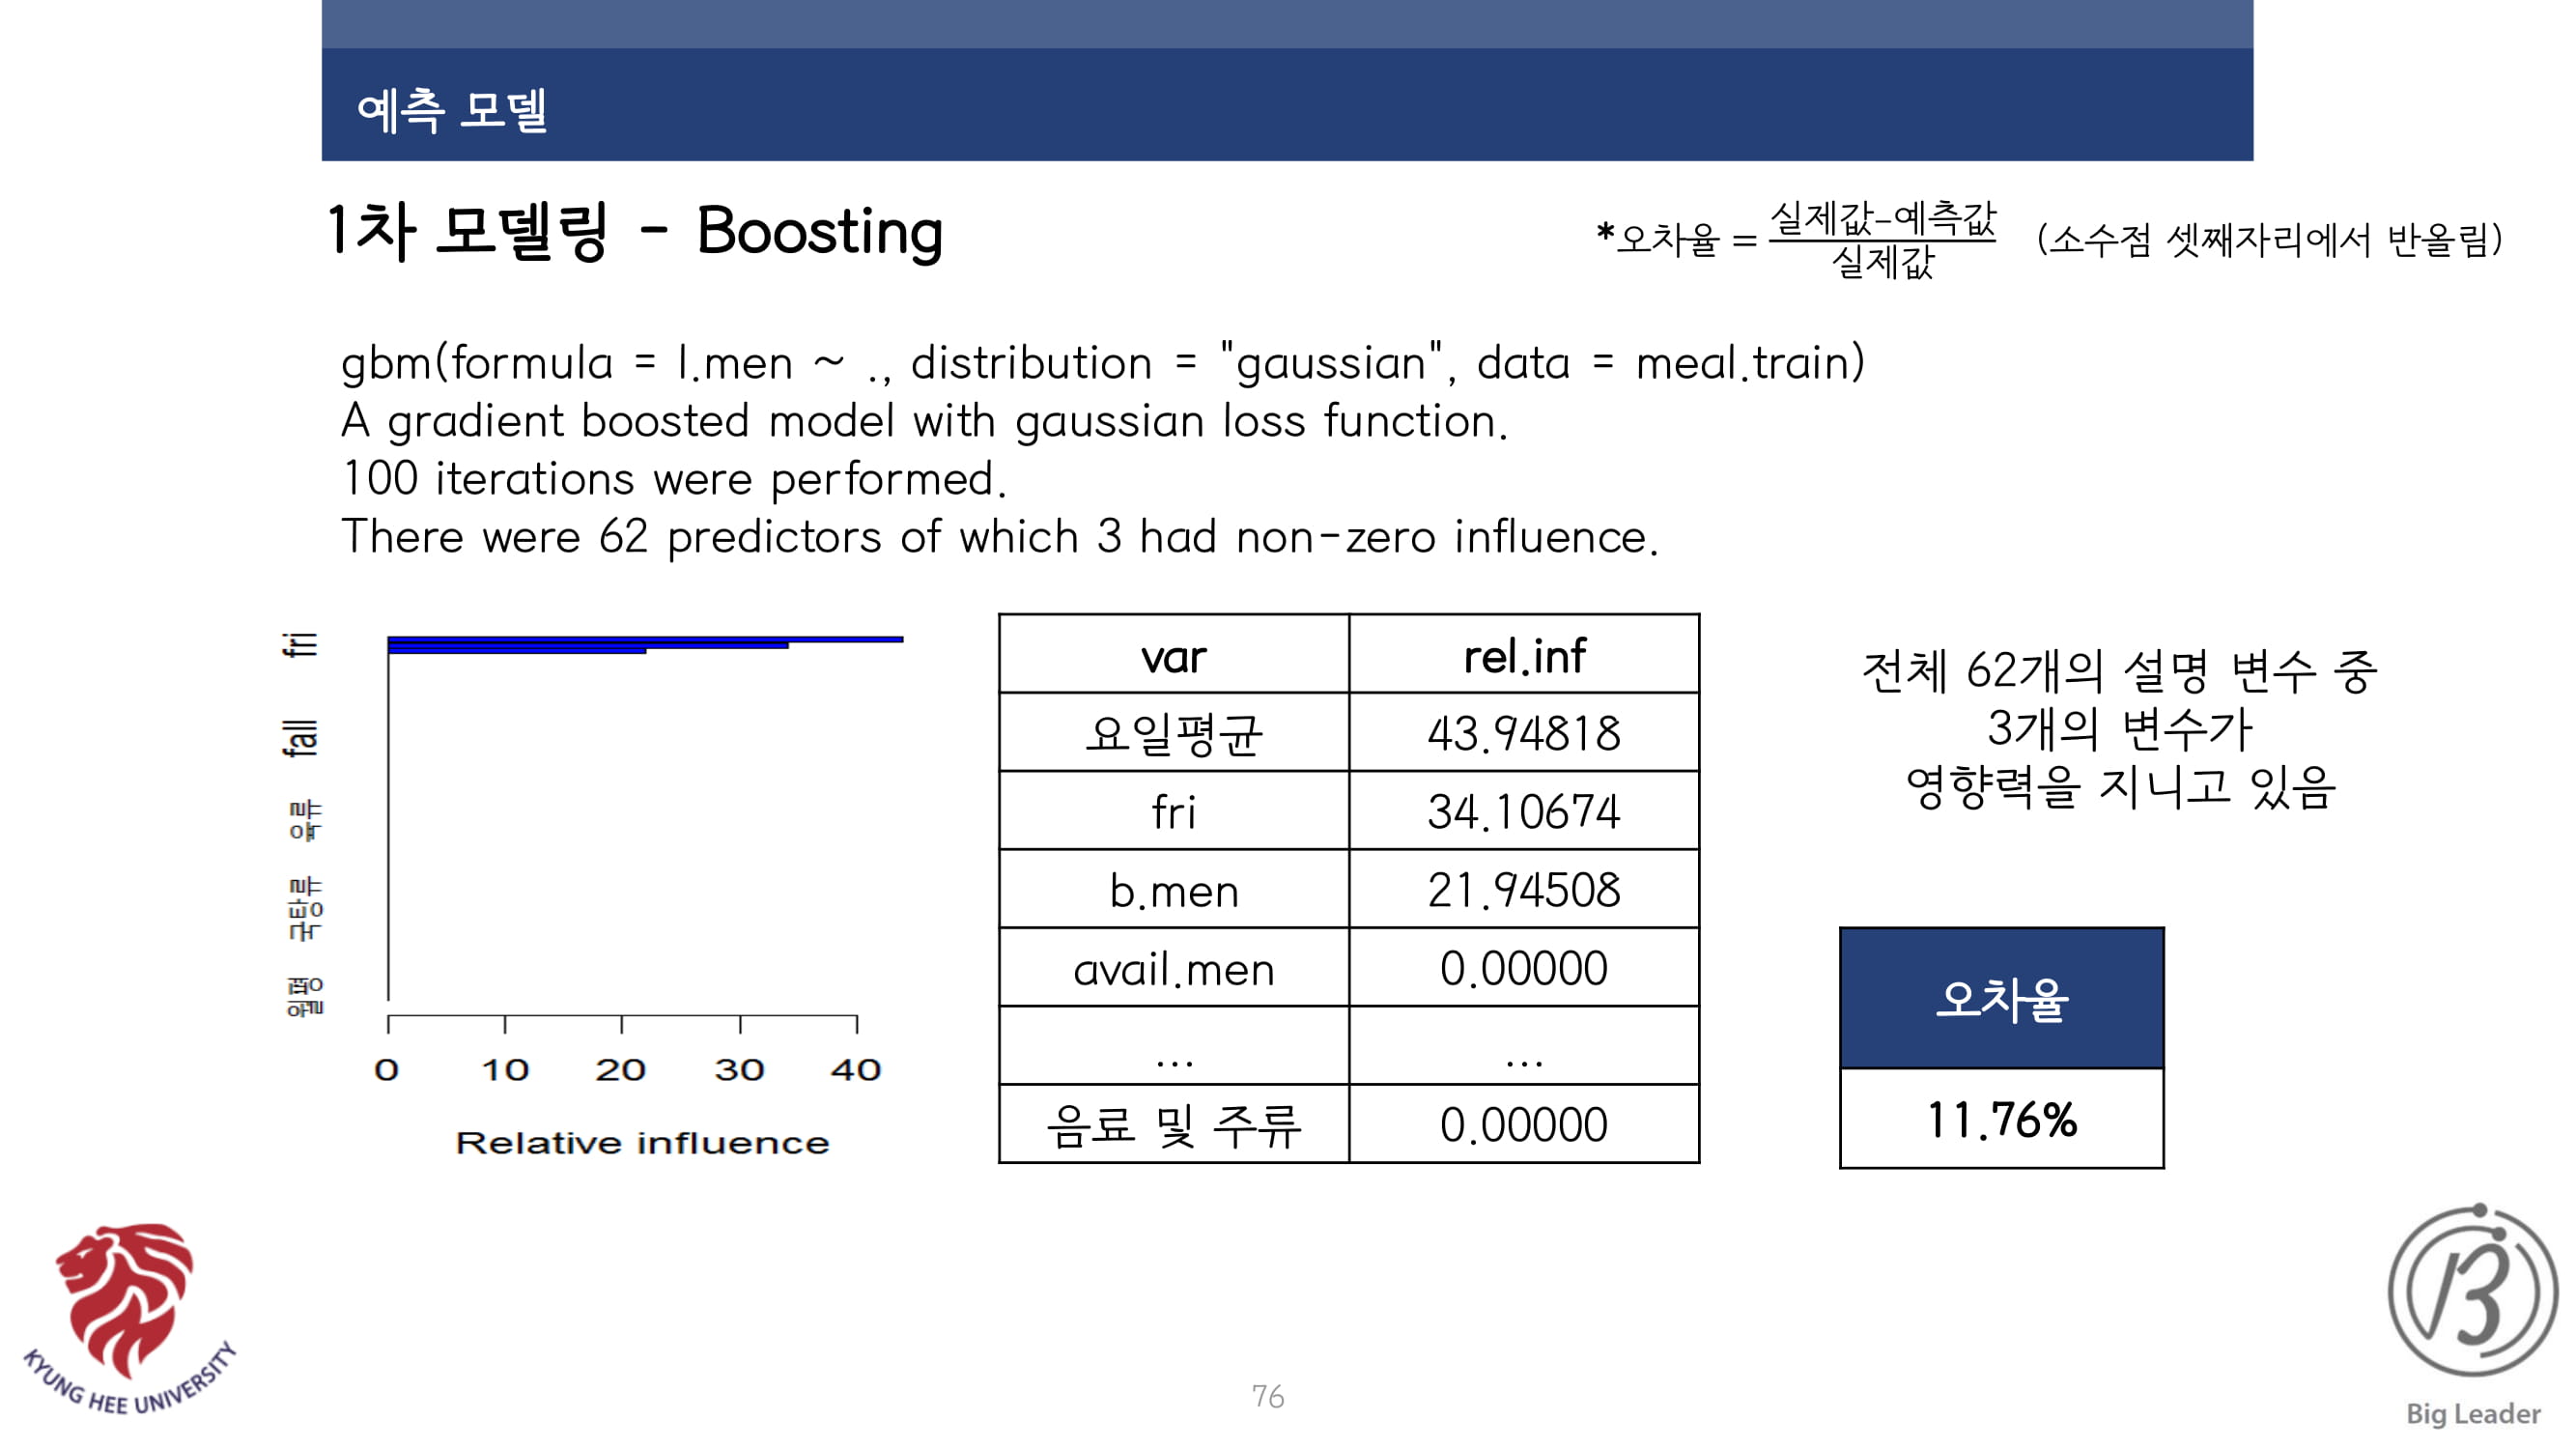 예측 모델
1차 모델링 - Boosting
*오차율 = 실제값-예측값 / 실제값 (소수점 셋째자리에서 반올림)
gbm(formula = l.men ~ ., distribution = "gaussian", data = meal.train)
A gradient boosted model with gaussian loss function.
100 iterations were performed.
There were 62 predictors of which 3 had non-zero influence.
fri
fall
육류
국탕류
월평
0 10 20 30 40
Relative influence
var rel.inf
요일평균 43.94818
fri 34.10674
b.men 21.94508
avail.men 0.00000
... ...
음료 및 주류 0.00000
전체 62개의 설명 변수 중
3개의 변수가
영향력을 지니고 있음
오차율
11.76%
KYUNG HEE UNIVERSITY
76
B
Big Leader